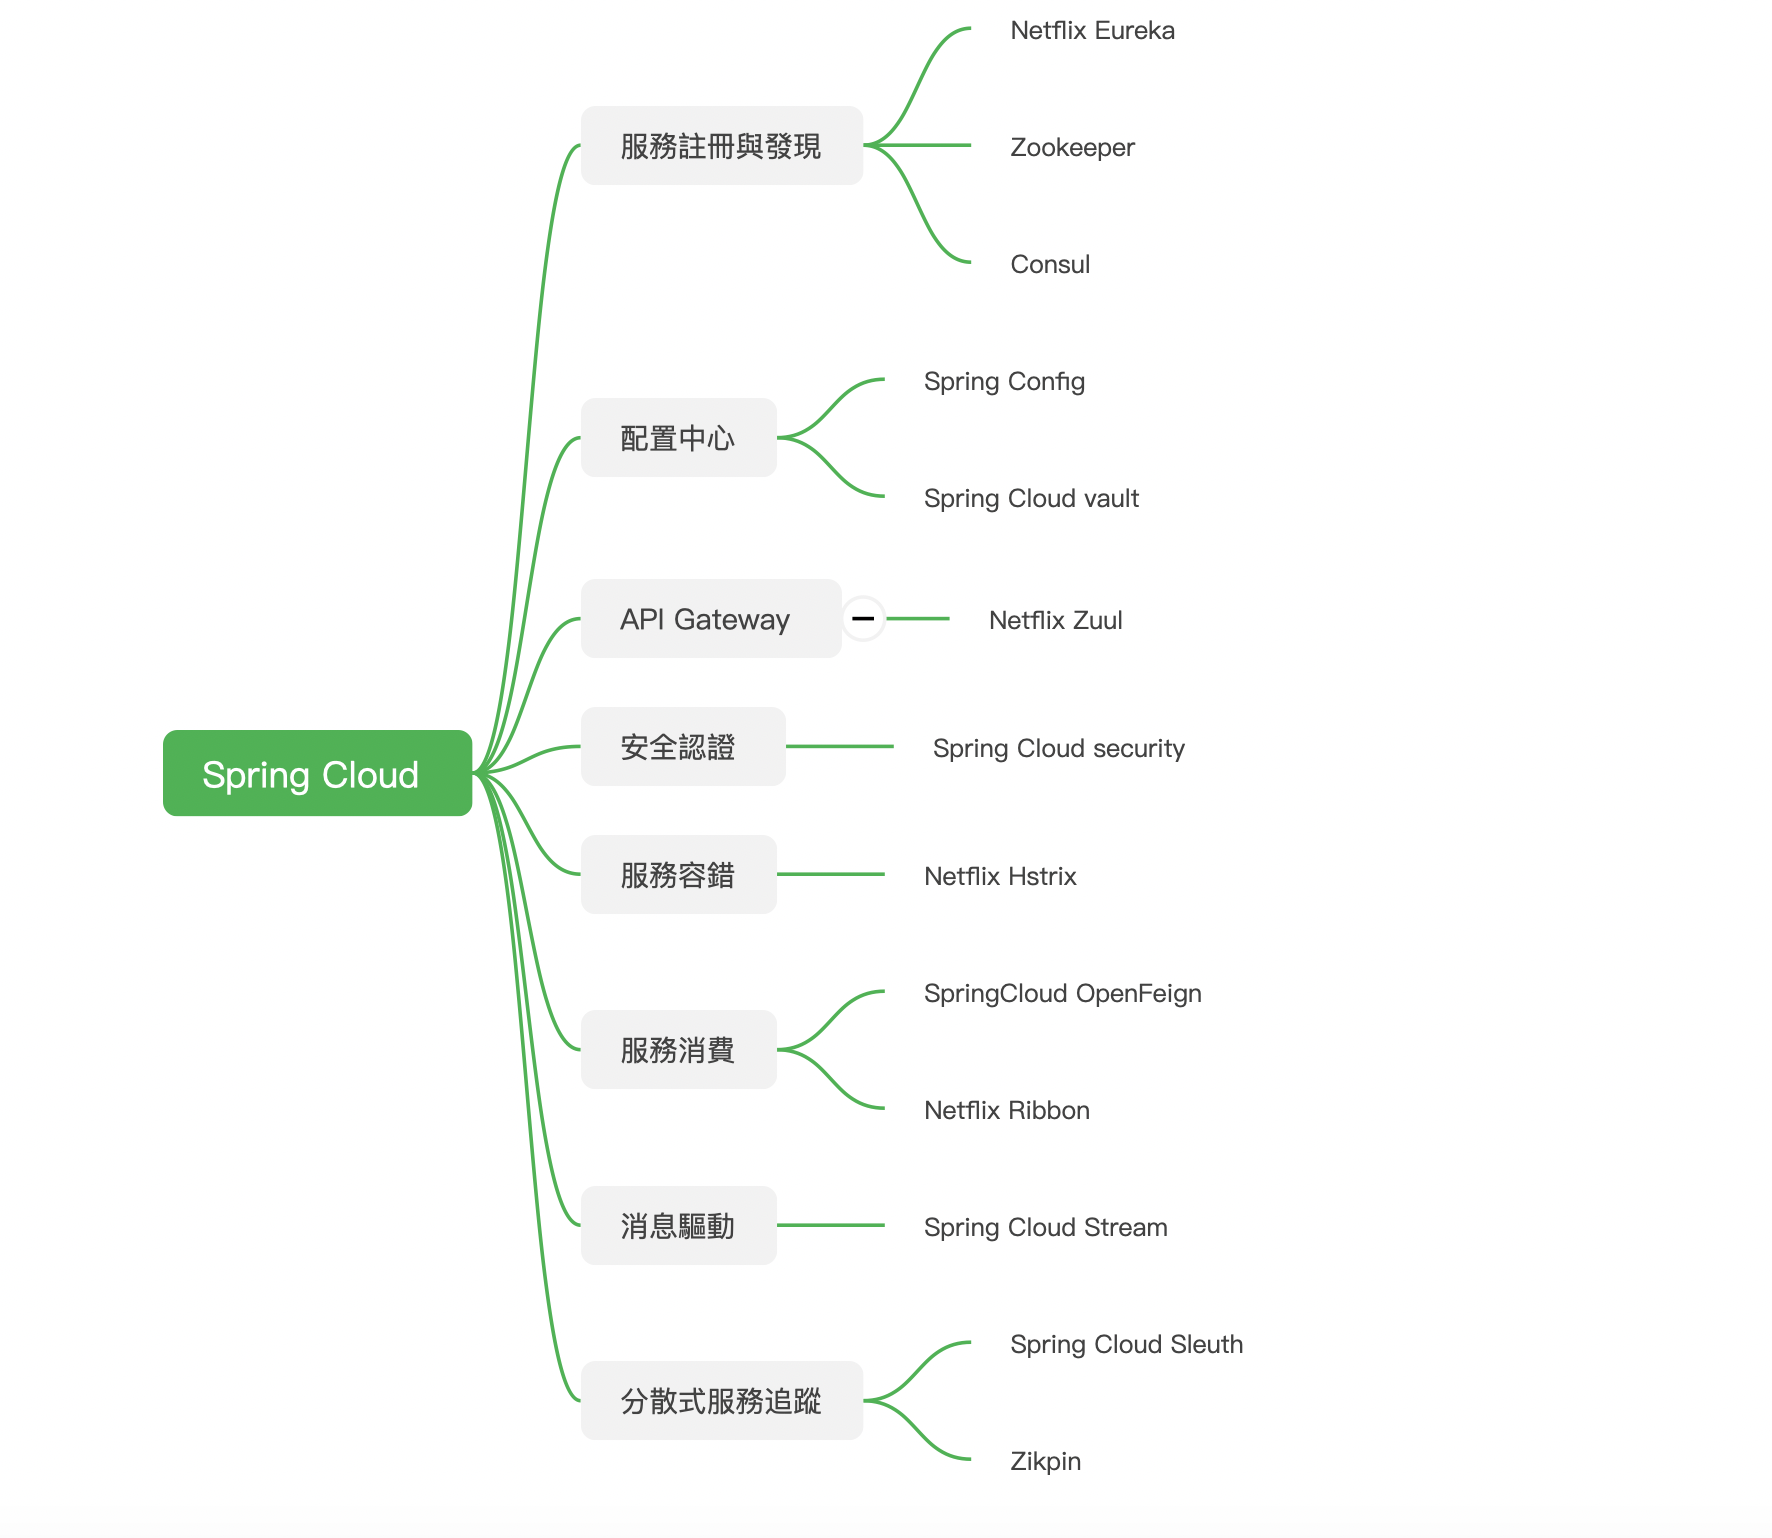 Spring Cloud
服務註冊與發現
Netflix Eureka
Zookeeper
Consul
配置中心
Spring Config
Spring Cloud vault
API Gateway
Netflix Zuul
安全認證
Spring Cloud security
服務容錯
Netflix Hstrix
服務消費
SpringCloud OpenFeign
Netflix Ribbon
消息驅動
Spring Cloud Stream
分散式服務追蹤
Spring Cloud Sleuth
Zikpin